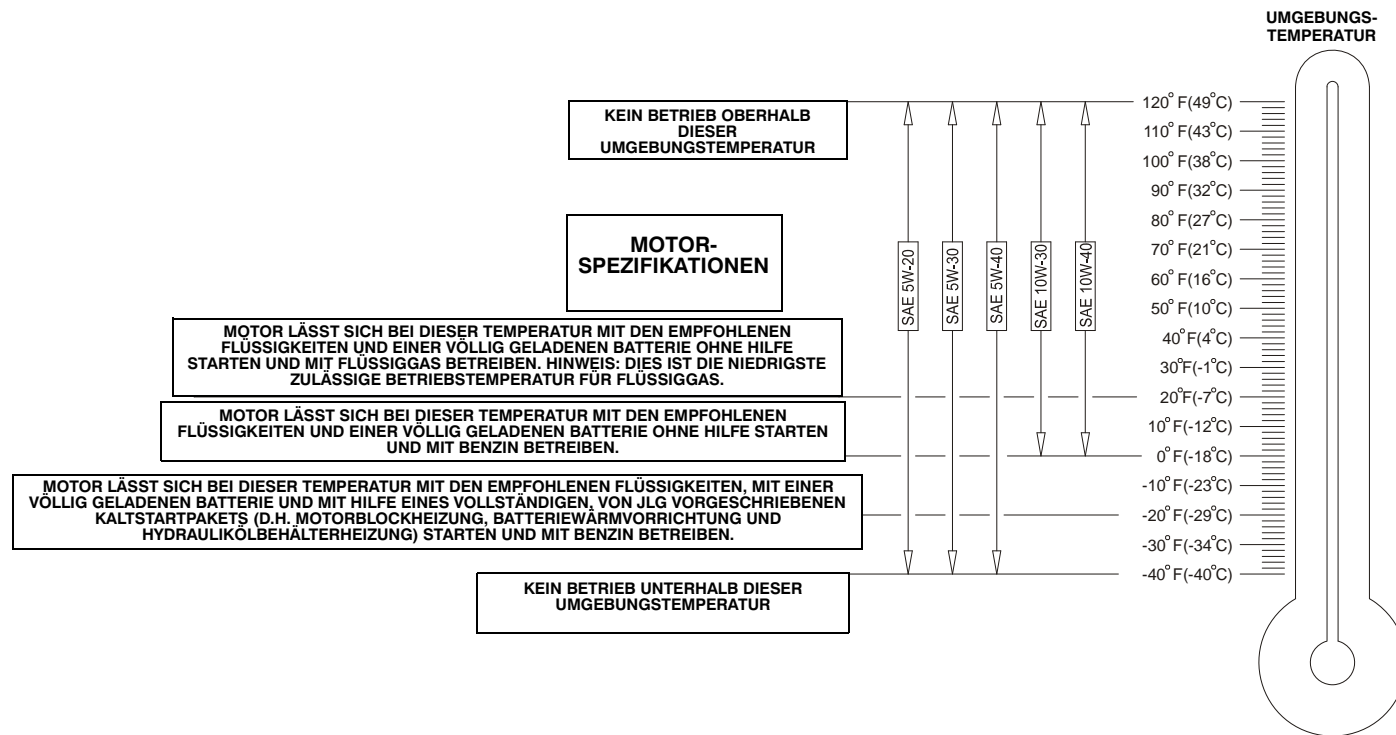 UMGEBUNGS-
TEMPERATUR
KEIN BETRIEB OBERHALB
DIESER
UMGEBUNGSTEMPERATUR
MOTOR-
SPEZIFIKATIONEN
MOTOR LÄSST SICH BEI DIESER TEMPERATUR MIT DEN EMPFOHLENEN
FLÜSSIGKEITEN UND EINER VÖLLIG GELADENEN BATTERIE OHNE HILFE
STARTEN UND MIT FLÜSSIGGAS BETREIBEN. HINWEIS: DIES IST DIE NIEDRIGSTE
ZULÄSSIGE BETRIEBSTEMPERATUR FÜR FLÜSSIGGAS.
MOTOR LÄSST SICH BEI DIESER TEMPERATUR MIT DEN EMPFOHLENEN
FLÜSSIGKEITEN UND EINER VÖLLIG GELADENEN BATTERIE OHNE HILFE STARTEN
UND MIT BENZIN BETREIBEN.
MOTOR LÄSST SICH BEI DIESER TEMPERATUR MIT DEN EMPFOHLENEN FLÜSSIGKEITEN, MIT EINER
VÖLLIG GELADENEN BATTERIE UND MIT HILFE EINES VOLLSTÄNDIGEN, VON JLG VORGESCHRIEBENEN
KALTSTARTPAKETS (D.H. MOTORBLOCKHEIZUNG, BATTERIEWÄRMVORRICHTUNG UND
HYDRAULIKÖLBEHÄLTERHEIZUNG) STARTEN UND MIT BENZIN BETREIBEN.
KEIN BETRIEB UNTERHALB DIESER
UMGEBUNGSTEMPERATUR
SAE 5W-20
SAE 5W-30
SAE 5W-40
SAE 10W-30
SAE 10W-40
120° F(49°C)
110° F(43°C)
100° F(38°C)
90° F(32°C)
80° F(27°C)
70° F(21°C)
60° F(16°C)
50° F(10°C)
40° F(4°C)
30°F(-1°C)
20°F(-7°C)
10° F(-12°C)
0° F(-18°C)
-10° F(-23°C)
-20° F(-29°C)
-30° F(-34°C)
-40° F(-40°C)